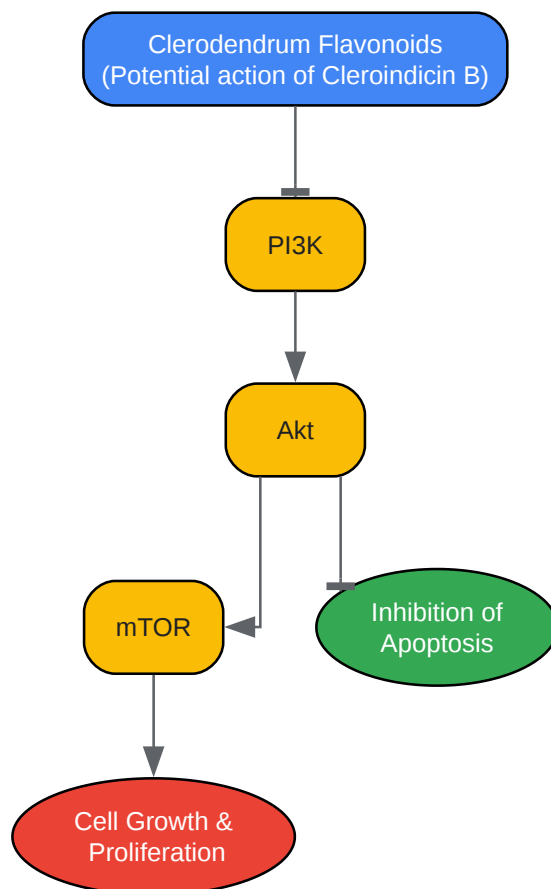 Clerodendrum Flavonoids
(Potential action of Cleroindicin B)
PI3K
Akt
mTOR
Inhibition of
Apoptosis
Cell Growth &
Proliferation